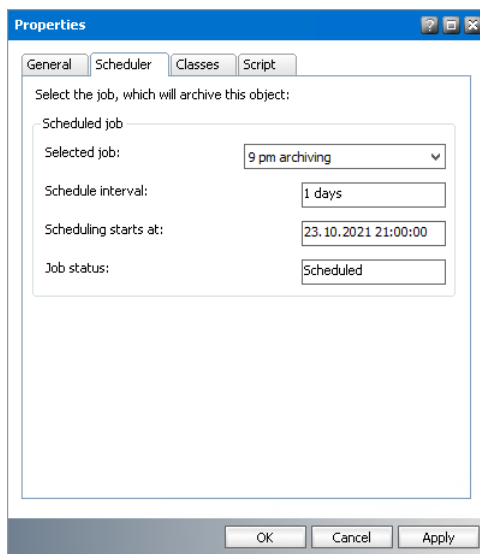 Properties
General Scheduler Classes Script
Select the job, which will archive this object:
Scheduled job
Selected job: 9 pm archiving
Schedule interval: 1 days
Scheduling starts at: 23.10.2021 21:00:00
Job status: Scheduled
OK Cancel Apply